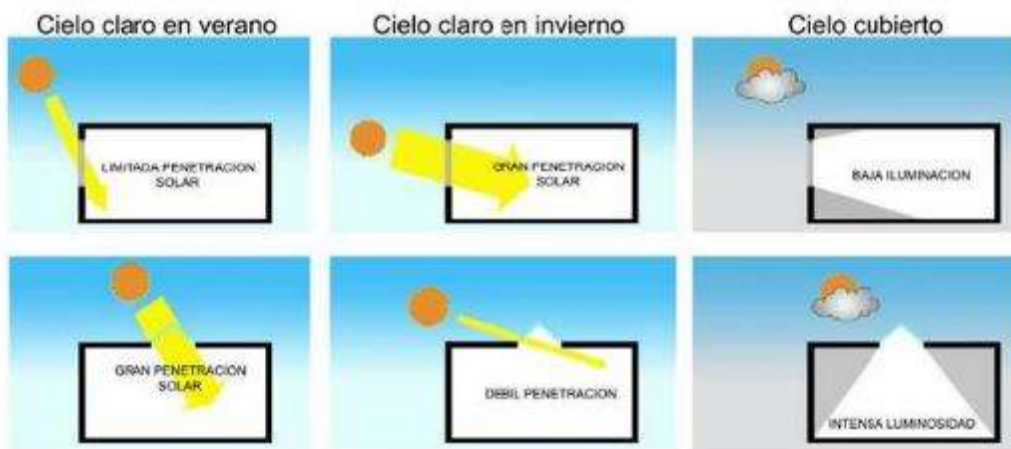 Cielo claro en verano
Cielo claro en invierno
Cielo cubierto
LIMITADA PENETRACION
SOLAR
GRAN PENETRACION
SOLAR
BAJA ILUMINACION
GRAN PENETRACION
SOLAR
DEBIL PENETRACION
INTENSA LUMINOSIDAD